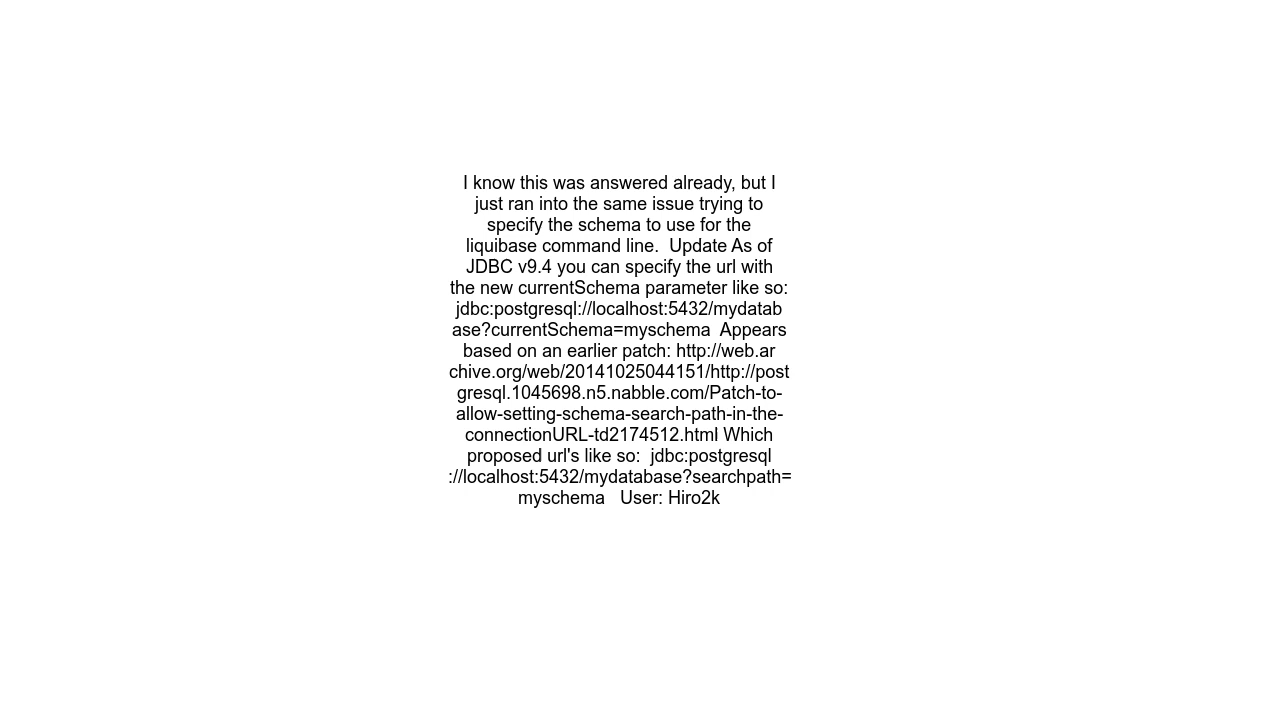 I know this was answered already, but I
just ran into the same issue trying to
specify the schema to use for the
liquibase command line.  Update As of
JDBC v9.4 you can specify the url with
the new currentSchema parameter like so:
jdbc:postgresql://localhost:5432/mydatab
ase?currentSchema=myschema  Appears
based on an earlier patch: http://web.ar
chive.org/web/20141025044151/http://post
gresql.1045698.n5.nabble.com/Patch-to-
allow-setting-schema-search-path-in-the-
connectionURL-td2174512.html Which
proposed url's like so:  jdbc:postgresql
://localhost:5432/mydatabase?searchpath=
myschema   User: Hiro2k